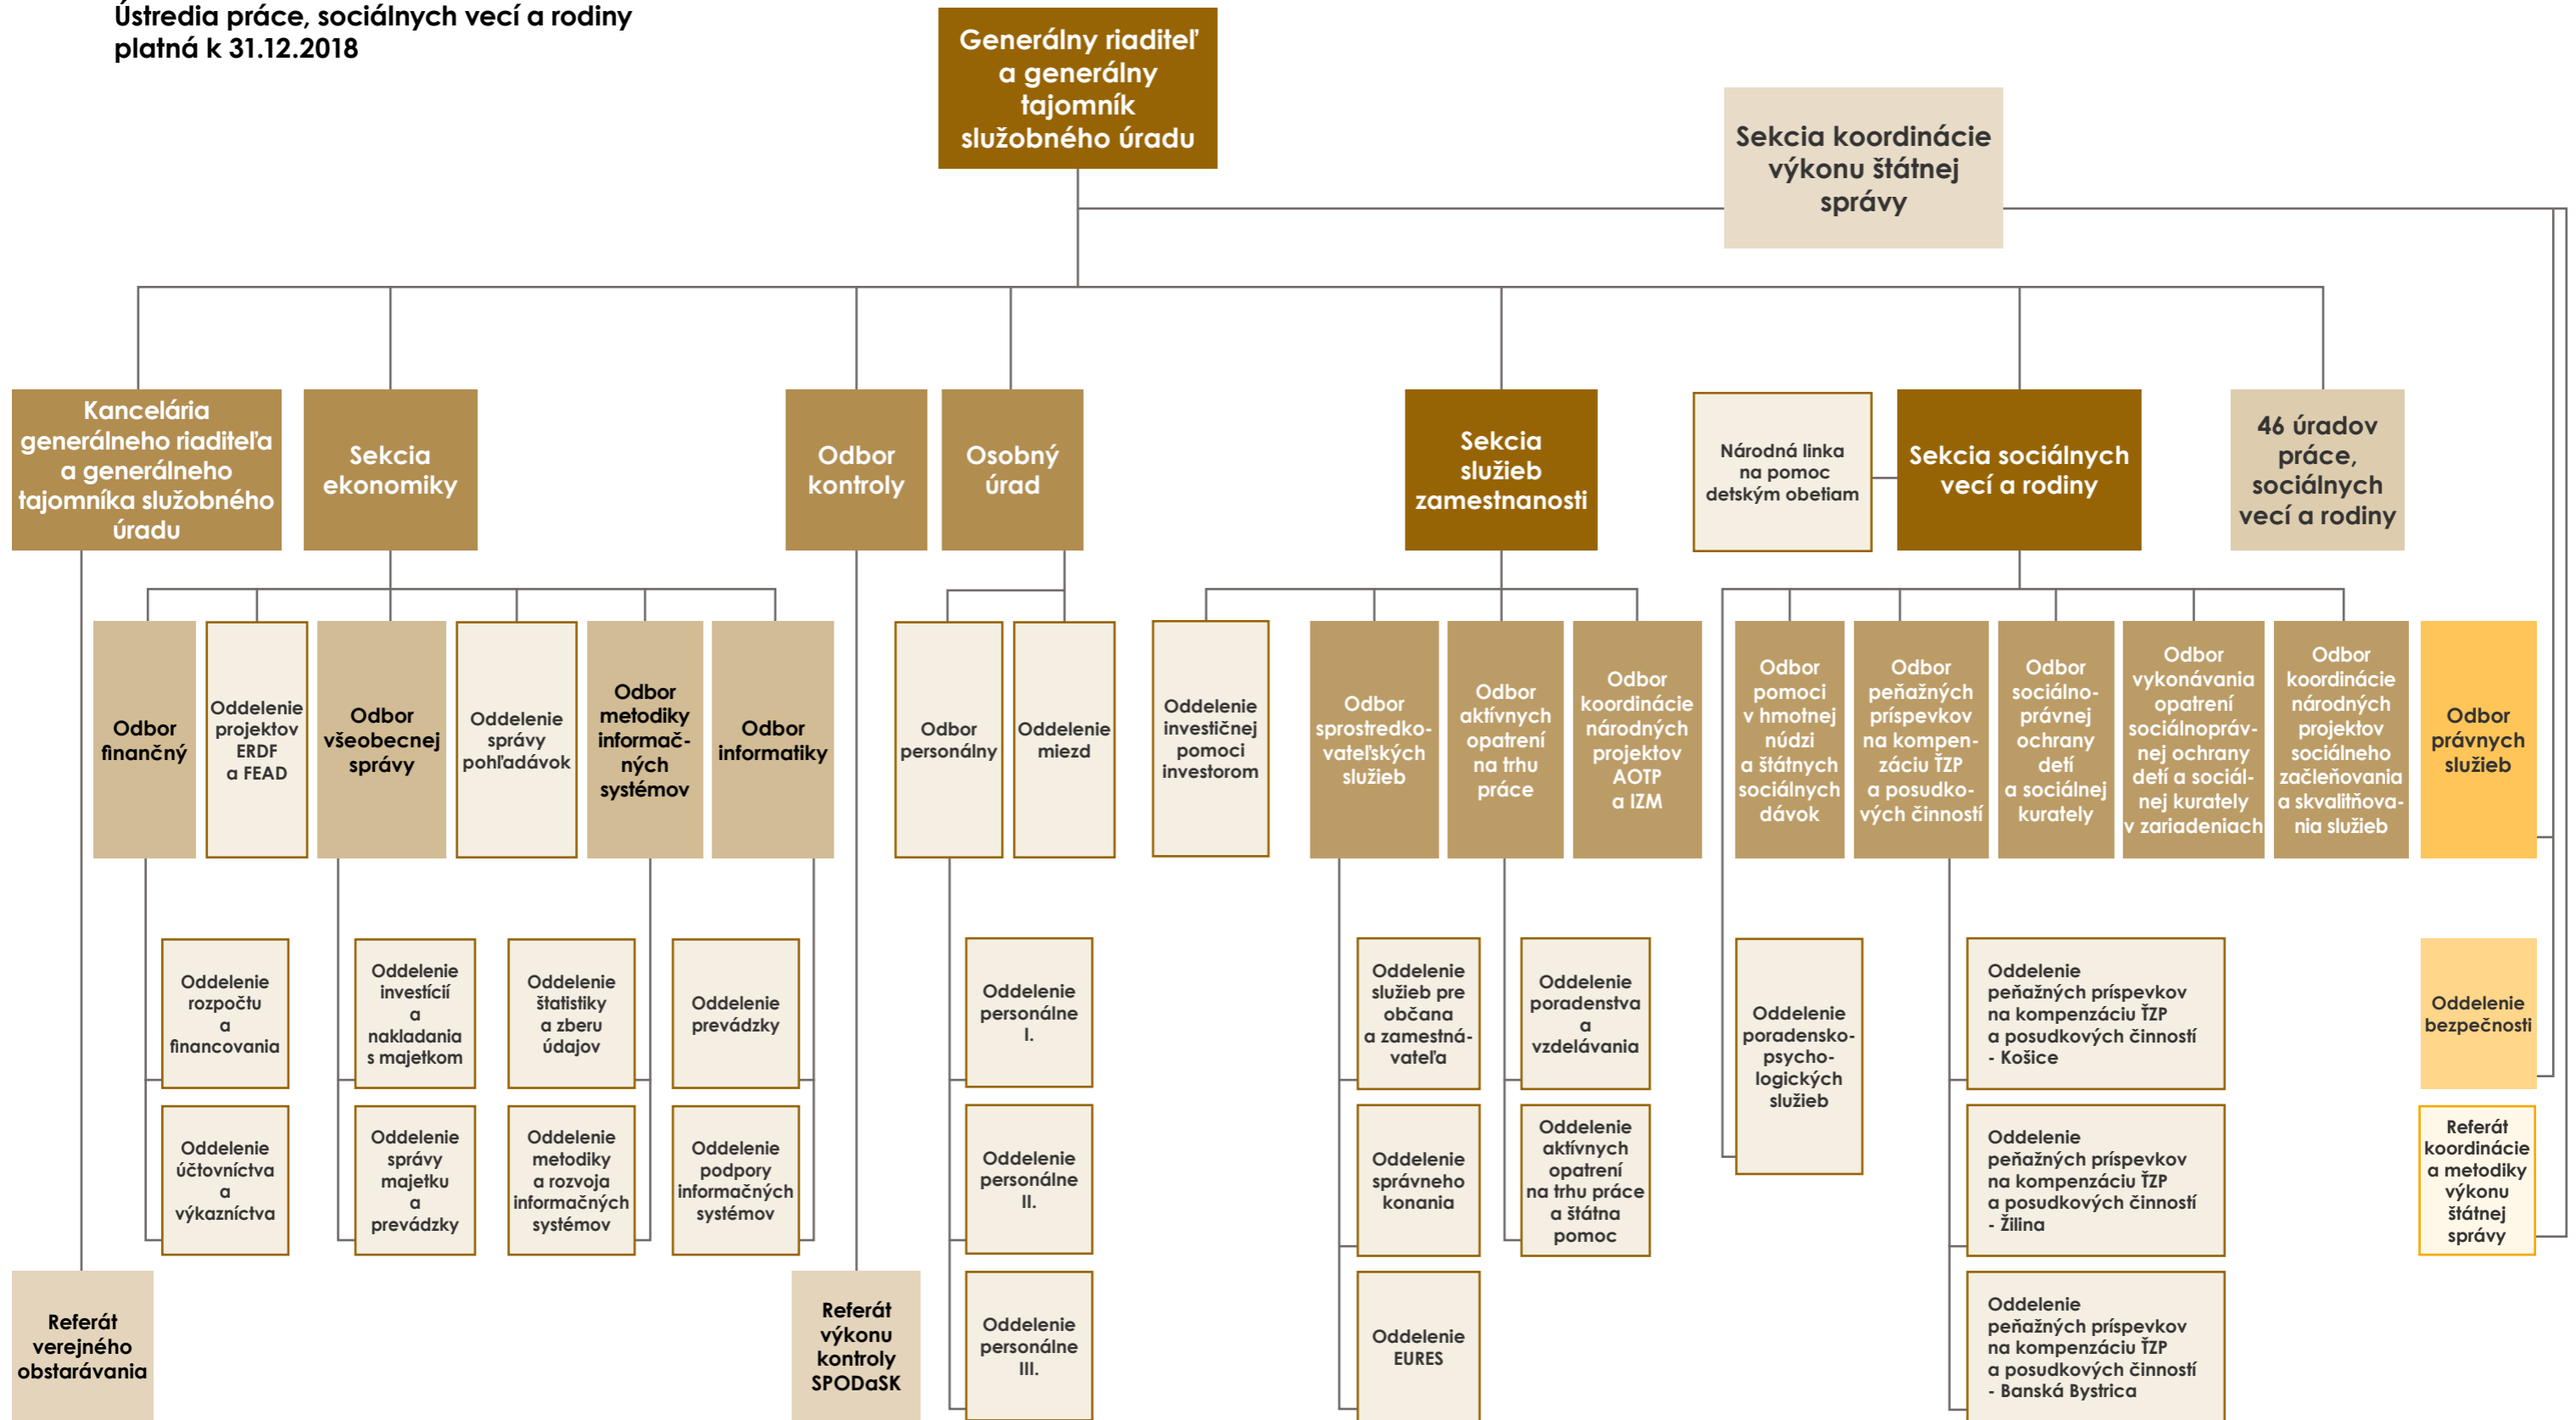 Ústredia práce, sociálnych vecí a rodiny
platná k 31.12.2018
Generálny riaditeľ
a generálny
tajomník
služobného úradu
Sekcia koordinácie
výkonu štátnej
správy
Kancelária
generálneho riaditeľa
a generálneho
tajomníka služobného
úradu
Sekcia
ekonomiky
Odbor
kontroly
Osobný
úrad
Sekcia
služieb
zamestnanosti
Národná linka
na pomoc
detským obetiam
Sekcia sociálnych
vecí a rodiny
46 úradov
práce,
sociálnych
vecí a rodiny
Odbor
finančný
Oddelenie
projektov
ERDF
a FEAD
Odbor
všeobecnej
správy
Oddelenie
správy
pohľadávok
Odbor
metodiky
informač-
ných
systémov
Odbor
informatiky
Odbor
personálny
Oddelenie
miezd
Oddelenie
investičnej
pomoci
investorom
Odbor
sprostredko-
vateľských
služieb
Odbor
aktívnych
opatrení
na trhu
práce
Odbor
koordinácie
národných
projektov
AOTP
a IZM
Odbor
pomoci
v hmotnej
núdzi
a štátnych
sociálnych
dávok
Odbor
peňažných
príspevkov
na kompen-
záciu ŤZP
a posudko-
vých činností
Odbor
sociálno-
právnej
ochrany
detí
a sociálnej
kurately
Odbor
vykonávania
opatrení
sociálnopráv-
nej ochrany
detí a sociál-
nej kurately
v zariadeniach
Odbor
koordinácie
národných
projektov
sociálneho
začleňovania
a skvalitňova-
nia služieb
Odbor
právnych
služieb
Oddelenie
rozpočtu
a
financovania
Oddelenie
investícií
a
nakladania
s majetkom
Oddelenie
štatistiky
a zberu
údajov
Oddelenie
prevádzky
Oddelenie
personálne
I.
Oddelenie
služieb pre
občana
a zamestná-
vateľa
Oddelenie
poradenstva
a
vzdelávania
Oddelenie
poradensko-
psycho-
logických
služieb
Oddelenie
peňažných príspevkov
na kompenzáciu ŤZP
a posudkových činností
- Košice
Oddelenie
bezpečnosti
Oddelenie
účtovníctva
a
výkazníctva
Oddelenie
správy
majetku
a
prevádzky
Oddelenie
metodiky
a rozvoja
informačných
systémov
Oddelenie
podpory
informačných
systémov
Oddelenie
personálne
II.
Oddelenie
správneho
konania
Oddelenie
aktívnych
opatrení
na trhu práce
a štátna
pomoc
Oddelenie
peňažných príspevkov
na kompenzáciu ŤZP
a posudkových činností
- Žilina
Referát
koordinácie
a metodiky
výkonu
štátnej
správy
Referát
verejného
obstarávania
Referát
výkonu
kontroly
SPODaSK
Oddelenie
personálne
III.
Oddelenie
EURES
Oddelenie
peňažných príspevkov
na kompenzáciu ŤZP
a posudkových činností
- Banská Bystrica